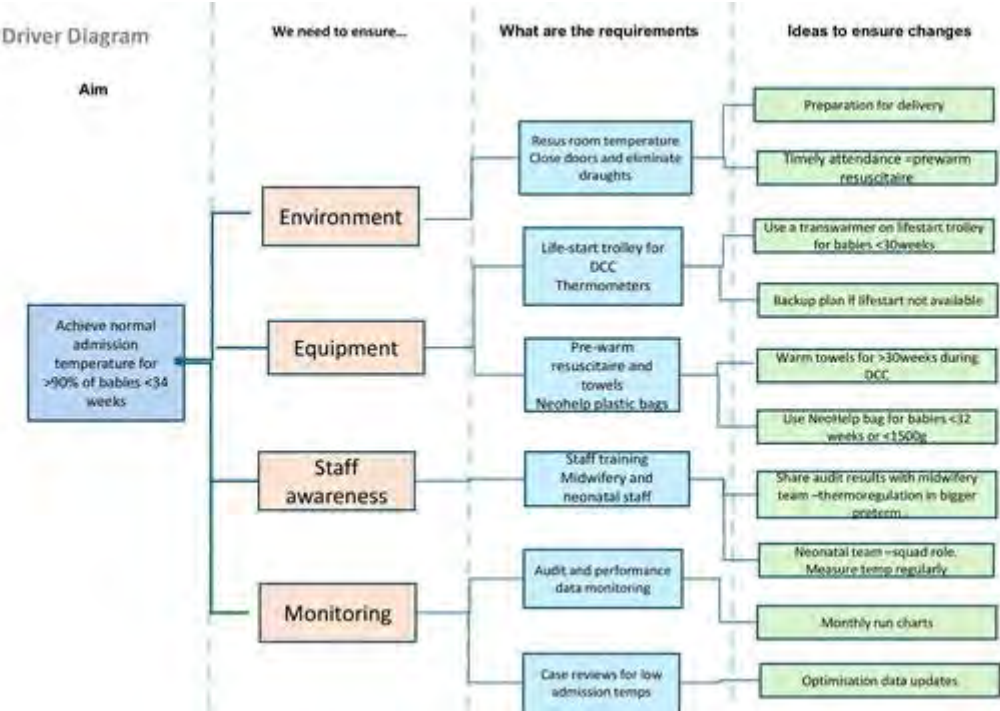 Driver Diagram
We need to ensure...
What are the requirements
Ideas to ensure changes
Aim
Achieve normal
admission
temperature for
>90% of babies <34
weeks
Environment
Equipment
Staff
awareness
Monitoring
Resus room temperature
Close doors and eliminate
draughts
Life-start trolley for
DCC
Thermometers
Pre-warm
resuscitaire and
towels
Neohelp plastic bags
Staff training
Midwifery and
neonatal staff
Audit and performance
data monitoring
Case reviews for low
admission temps
Preparation for delivery
Timely attendance =prewarm
resuscitaire
Use a transwarmer on lifestart trolley
for babies <30weeks
Backup plan if lifestart not available
Warm towels for >30weeks during
DCC
Use NeoHelp bag for babies <32
weeks or <1500g
Share audit results with midwifery
team –thermoregulation in bigger
preterm
Neonatal team –squad role.
Measure temp regularly
Monthly run charts
Optimisation data updates